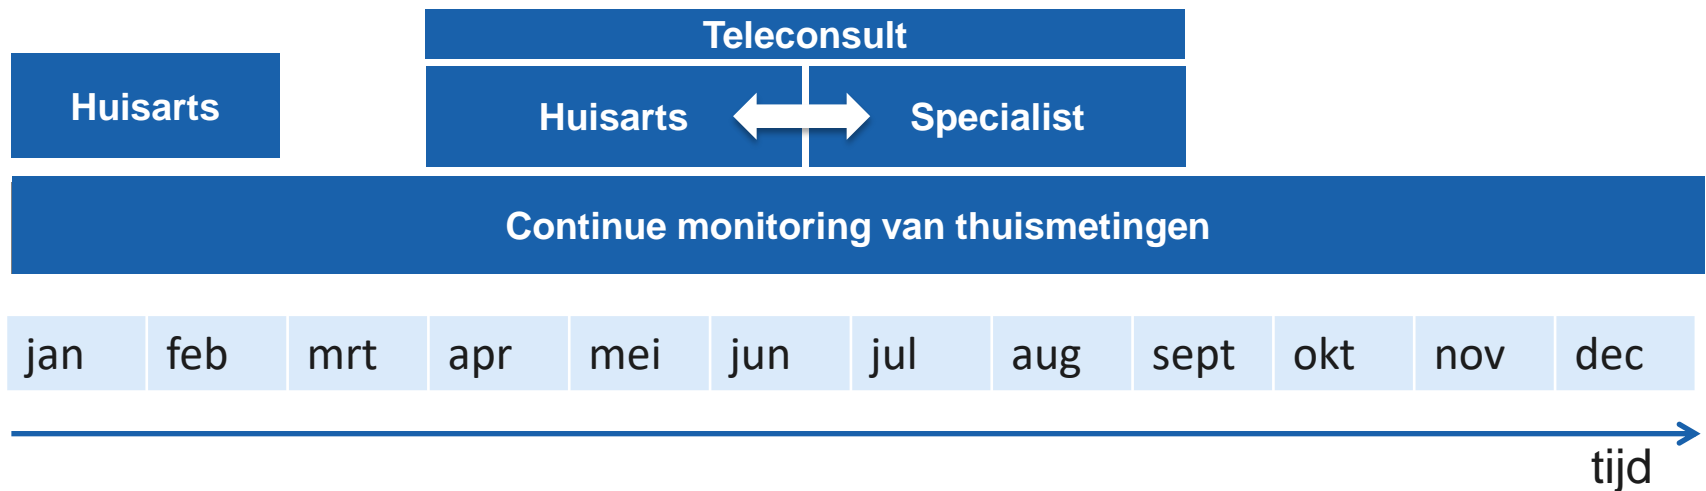 Teleconsult
Huisarts
Huisarts
Specialist
Continue monitoring van thuismetingen
jan feb mrt apr mei jun jul aug sept okt nov dec
tijd